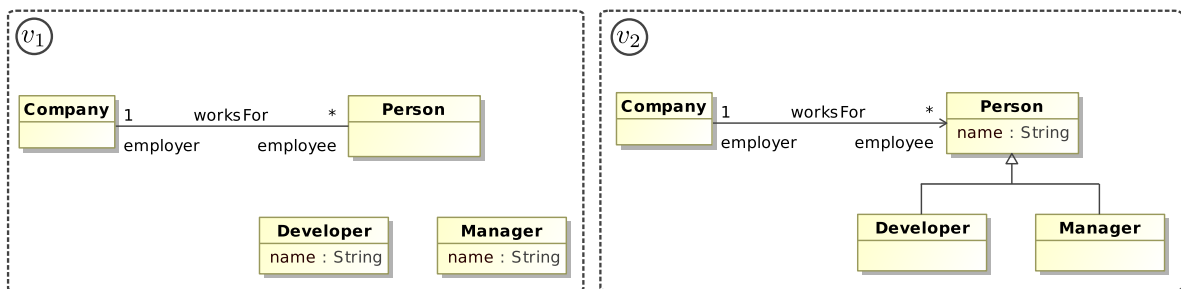 v1
Company
1
worksFor
*
Person
employer
employee
Developer
name : String
Manager
name : String
v2
Company
1
worksFor
*
Person
name : String
employer
employee
Developer
Manager